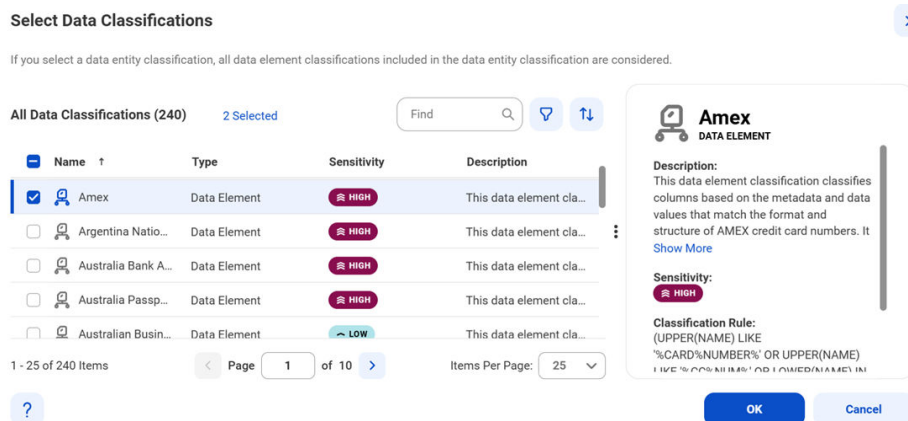 Select Data Classifications
If you select a data entity classification, all data element classifications included in the data entity classification are considered.
All Data Classifications (240) 2 Selected Find
Name ↑ Type Sensitivity Description
Amex Data Element HIGH This data element cla...
Argentina Natio... Data Element HIGH This data element cla...
Australia Bank A... Data Element HIGH This data element cla...
Australia Passp... Data Element HIGH This data element cla...
Australian Busin... Data Element LOW This data element cla...
1 - 25 of 240 Items Page 1 of 10 Items Per Page: 25
Amex
DATA ELEMENT
Description:
This data element classification classifies
columns based on the metadata and data
values that match the format and
structure of AMEX credit card numbers. It
Show More
Sensitivity:
HIGH
Classification Rule:
(UPPER(NAME) LIKE
'%CARD%NUMBER%' OR UPPER(NAME)
LIKE '%CC%NUM%' OR LOWER(NAME) IN
? OK Cancel